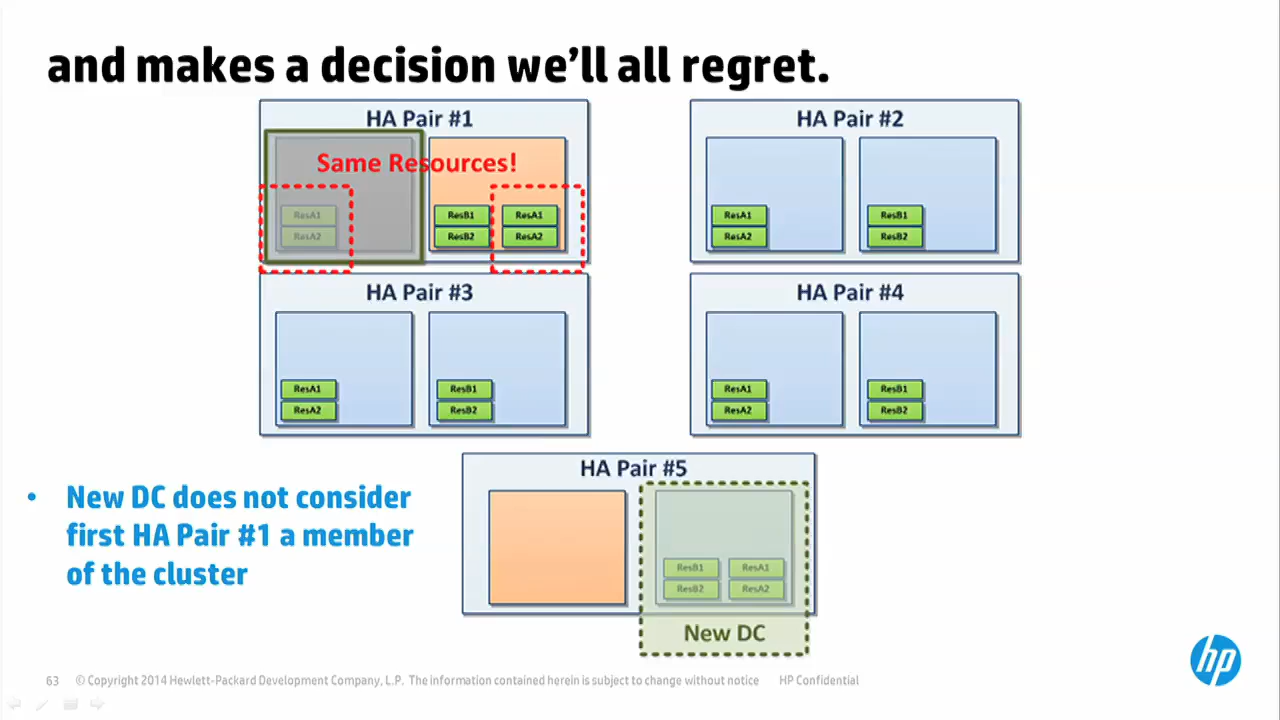 and makes a decision we'll all regret.
HA Pair #1
Same Resources!
ResA1
ResA2
ResB1
ResB2
ResA1
ResA2
HA Pair #2
ResA1
ResA2
ResB1
ResB2
HA Pair #3
ResA1
ResA2
ResB1
ResB2
HA Pair #4
ResA1
ResA2
ResB1
ResB2
HA Pair #5
ResB1
ResB2
ResA1
ResA2
New DC
• New DC does not consider
first HA Pair #1 a member
of the cluster
63 © Copyright 2014 Hewlett-Packard Development Company, L.P. The information contained herein is subject to change without notice HP Confidential
hp